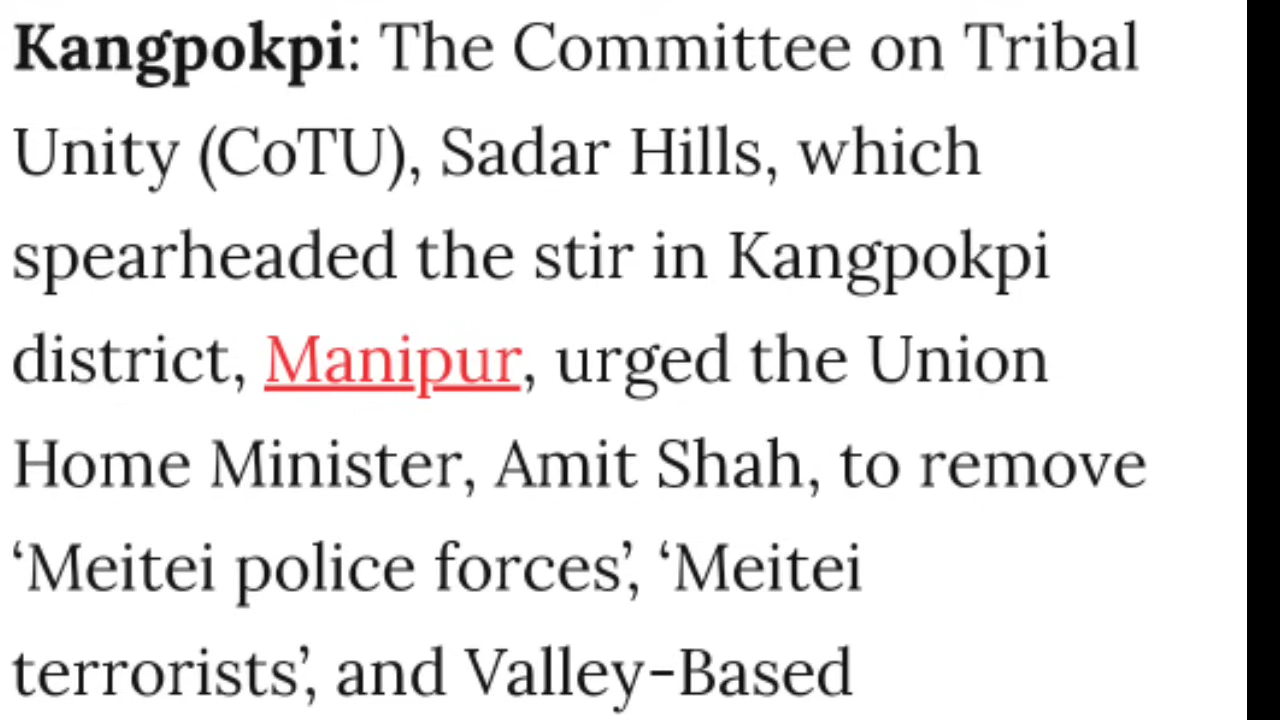 Kangpokpi: The Committee on Tribal
Unity (CoTU), Sadar Hills, which
spearheaded the stir in Kangpokpi
district, Manipur, urged the Union
Home Minister, Amit Shah, to remove
‘Meitei police forces’, ‘Meitei
terrorists’, and Valley-Based